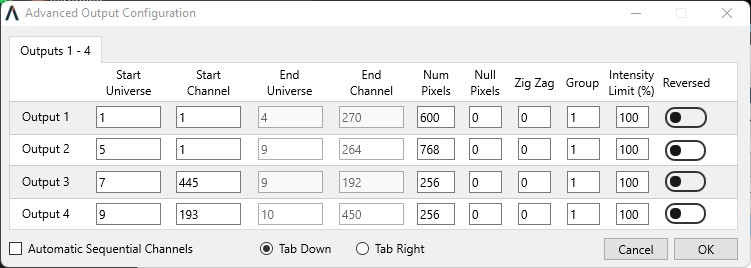 Advanced Output Configuration
Outputs 1 - 4
Start Universe Start Channel End Universe End Channel Num Pixels Null Pixels Zig Zag Group Intensity Limit (%) Reversed
Output 1 1 1 4 270 600 0 0 1 100
Output 2 5 1 9 264 768 0 0 1 100
Output 3 7 445 9 192 256 0 0 1 100
Output 4 9 193 10 450 256 0 0 1 100
Automatic Sequential Channels Tab Down Tab Right Cancel OK